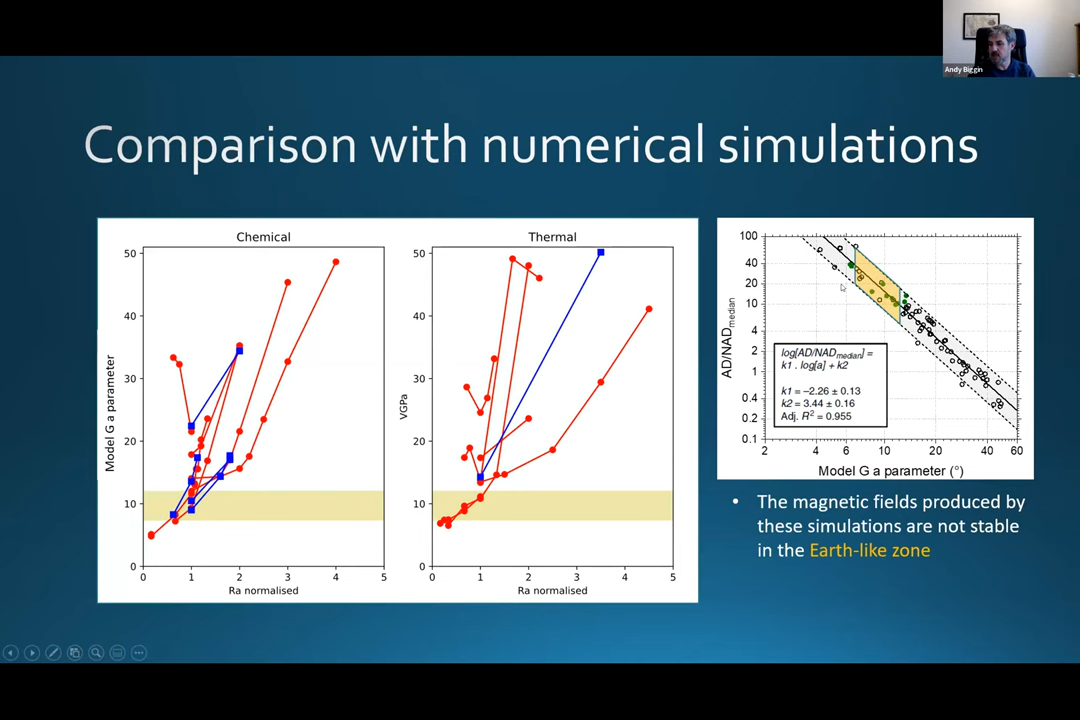 Andy Biggin
Comparison with numerical simulations
Chemical
Model G a parameter
50
40
30
20
10
0
0 1 2 3 4 5
Ra normalised
Thermal
VGPa
50
40
30
20
10
0
0 1 2 3 4 5
Ra normalised
AD/NADmedian
100
40
20
10
4
2
1
0.4
0.2
0.1
log[AD/NADmedian] =
k1 . log[a] + k2
k1 = −2.26 ± 0.13
k2 = 3.44 ± 0.16
Adj. R² = 0.955
2 4 6 10 20 40 60
Model G a parameter (°)
• The magnetic fields produced by
these simulations are not stable
in the Earth-like zone